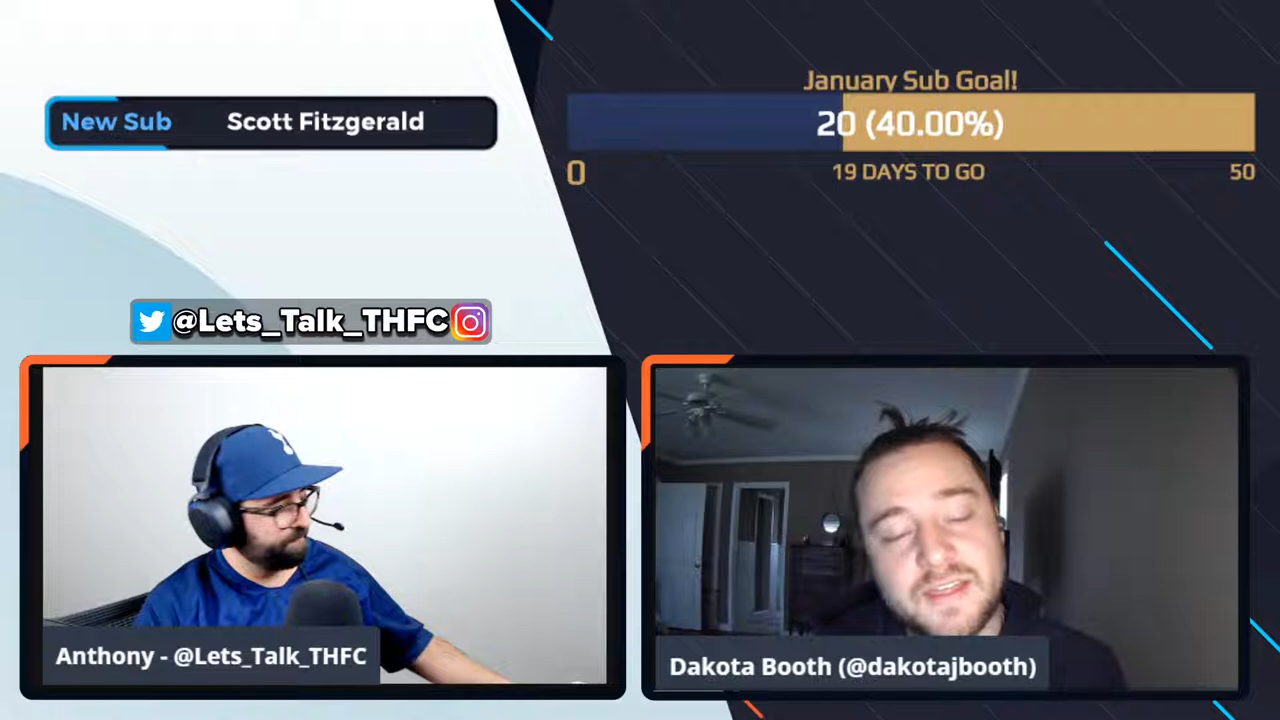 January Sub Goal!
New Sub Scott Fitzgerald
20 (40.00%)
0 19 DAYS TO GO 50
@Lets_Talk_THFC
Anthony - @Lets_Talk_THFC
Dakota Booth (@dakotajbooth)